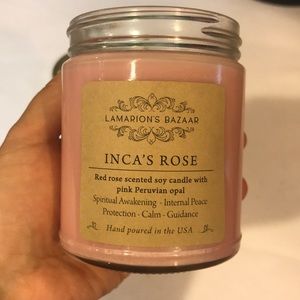 LAMARION'S BAZAAR
INCA'S ROSE
Red rose scented soy candle with
pink Peruvian opal
Spiritual Awakening - Internal Peace
Protection - Calm - Guidance
Hand poured in the USA